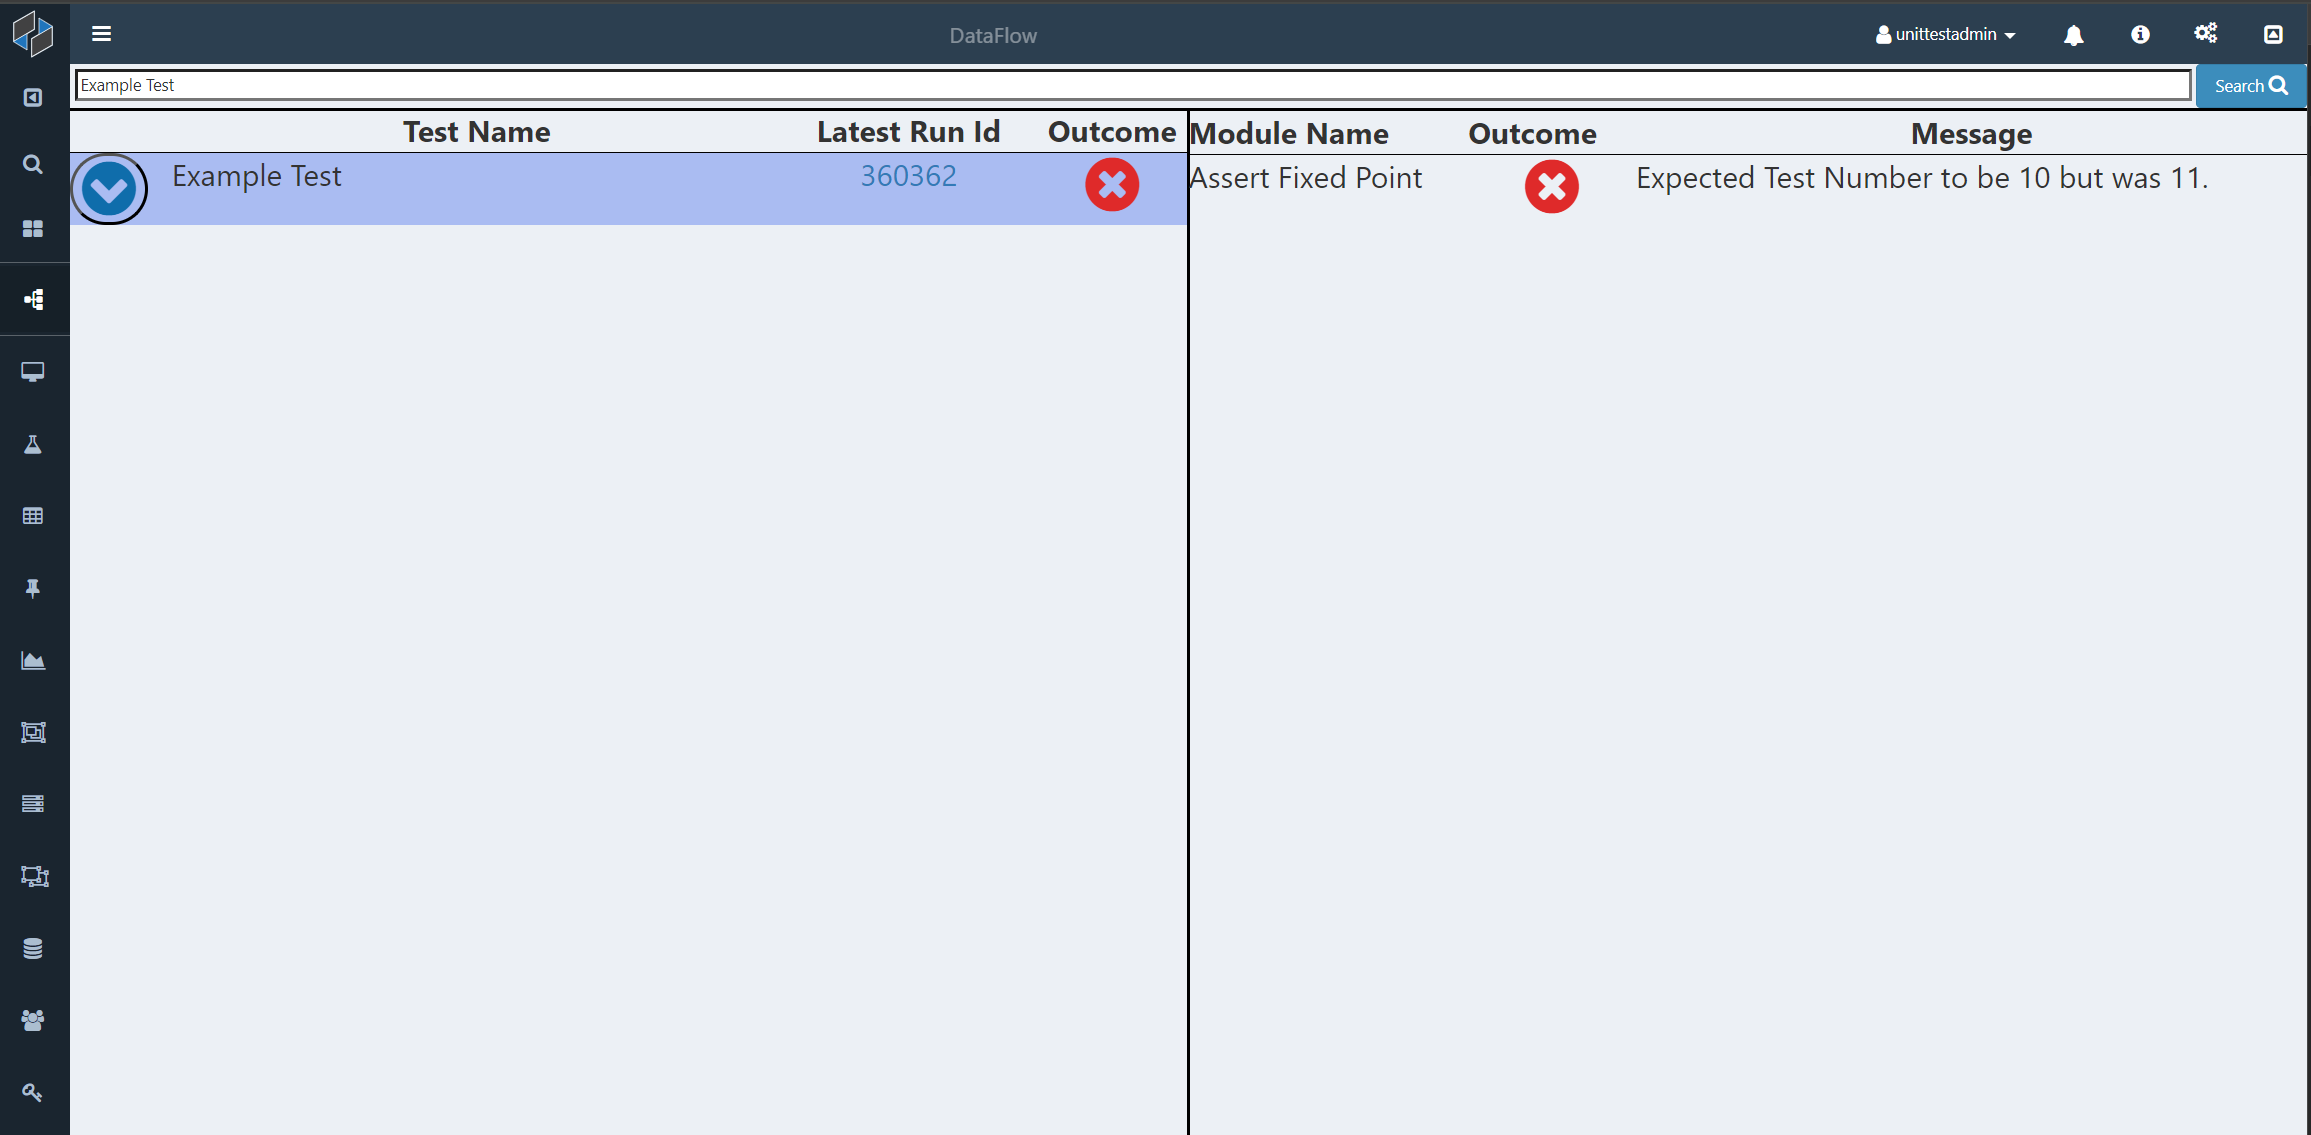 DataFlow
unittestadmin
Example Test
Search
Test Name Latest Run Id Outcome
Example Test 360362
Module Name Outcome Message
Assert Fixed Point Expected Test Number to be 10 but was 11.